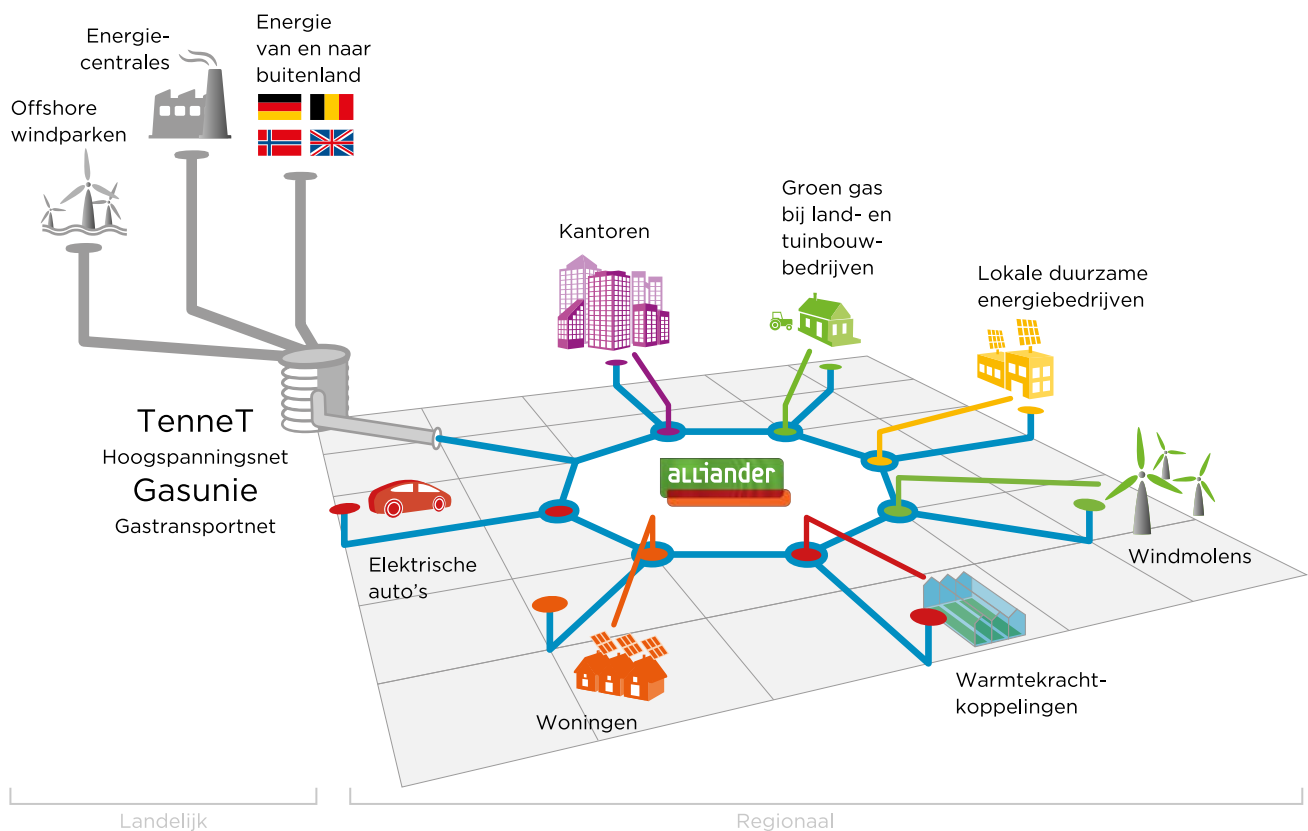 Energie-
centrales
Energie
van en naar
buitenland
Offshore
windparken
Kantoren
Groen gas
bij land- en
tuinbouw-
bedrijven
Lokale duurzame
energiebedrijven
TenneT
Hoogspanningsnet
Gasunie
Gastransportnet
alliander
Elektrische
auto's
Windmolens
Woningen
Warmtekracht-
koppelingen
Landelijk
Regionaal